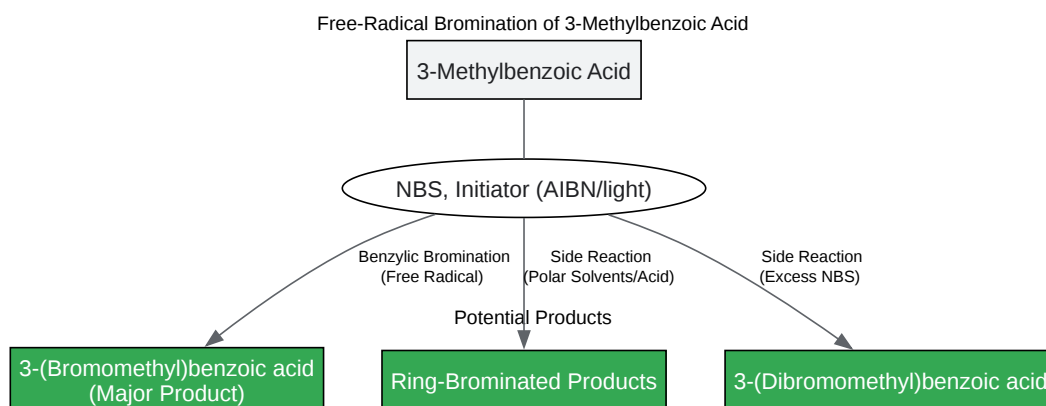 Free-Radical Bromination of 3-Methylbenzoic Acid
3-Methylbenzoic Acid
NBS, Initiator (AIBN/light)
Benzylic Bromination
(Free Radical)
Side Reaction
(Polar Solvents/Acid)
Side Reaction
(Excess NBS)
Potential Products
3-(Bromomethyl)benzoic acid
(Major Product)
Ring-Brominated Products
3-(Dibromomethyl)benzoic acid